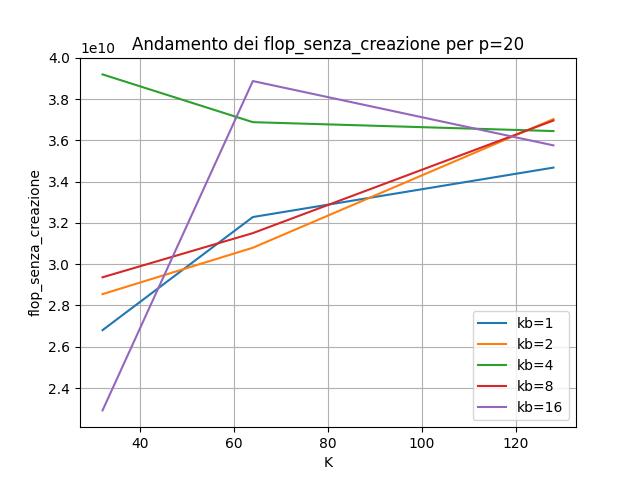 Andamento dei flop_senza_creazione per p=20
1e10
4.0
3.8
3.6
3.4
3.2
3.0
2.8
2.6
2.4
flop_senza_creazione
40
60
80
100
120
K
kb=1
kb=2
kb=4
kb=8
kb=16